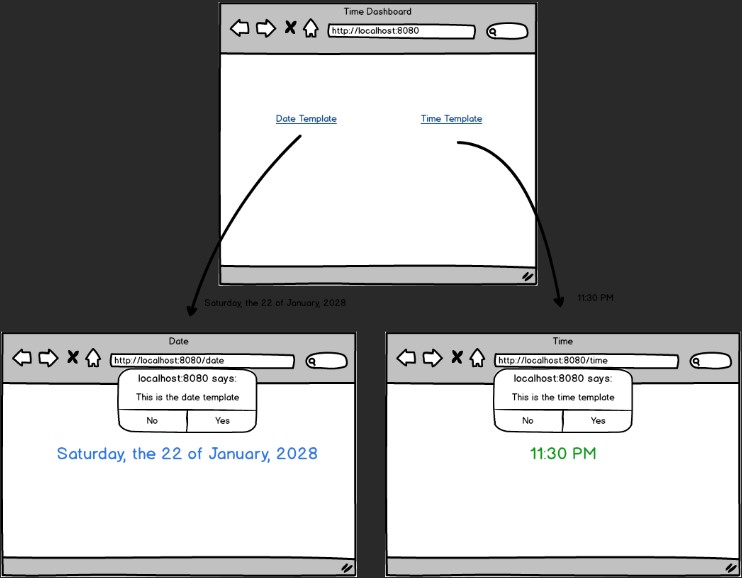 Time Dashboard
http://localhost:8080
Date Template
Time Template
Saturday, the 22 of January, 2028
11:30 PM
Date
http://localhost:8080/date
localhost:8080 says:
This is the date template
No
Yes
Saturday, the 22 of January, 2028
Time
http://localhost:8080/time
localhost:8080 says:
This is the time template
No
Yes
11:30 PM